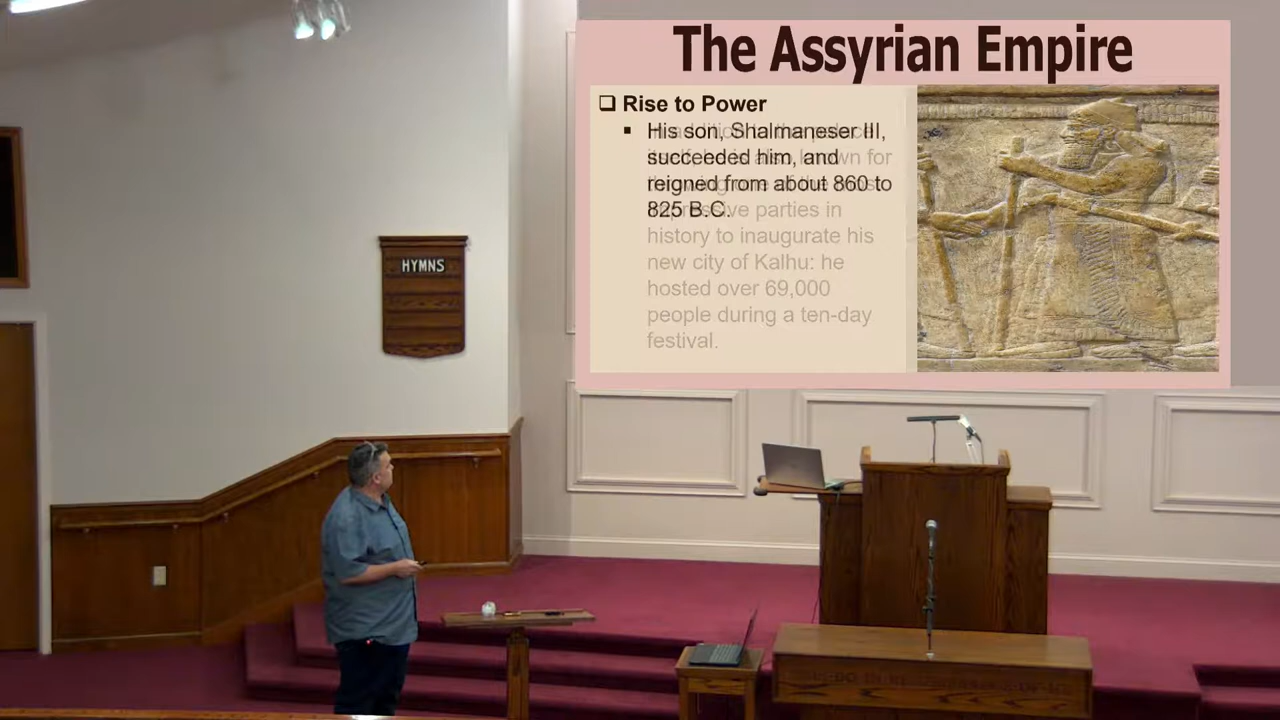 The Assyrian Empire
Rise to Power
His son, Shalmaneser III,
succeeded him, and
reigned from about 860 to
825 B.C.
known for
parties in
history to inaugurate his
new city of Kalhu: he
hosted over 69,000
people during a ten-day
festival.
HYMNS